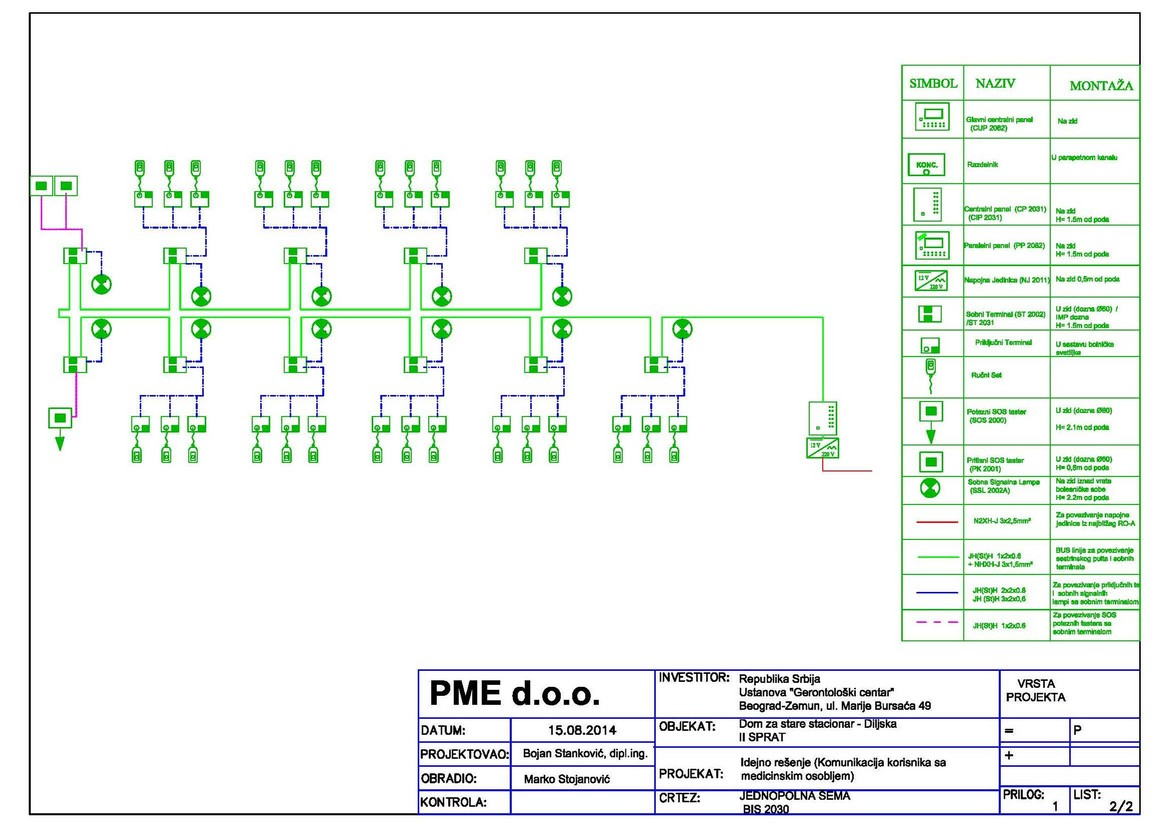 SIMBOL NAZIV MONTAŽA
Glavni centralni panel
(CUP 2082)
Na zid
KONC.
Razdelnik
U parapetnom kanalu
Centralni panel (CP 2031)
(CIP 2031)
Na zid
H= 1.5m od poda
Paralelni panel (PP 2082)
Na zid
H= 1.5m od poda
12 V
220 V
Napojna Jedinica (NJ 2011)
Na zid 0,5m od poda
Sobni Terminal (ST 2002)
/ST 2031
U zid (dozna Ø60) /
IMP dozna
H= 1.5m od poda
Priključni Terminal
U sastavu bolničke
svetiljke
Ručni Set
Potezni SOS taster
(SOS 2000)
U zid (dozna Ø60)
H= 2.1m od poda
Pritisni SOS taster
(PK 2001)
U zid (dozna Ø60)
H= 0,8m od poda
Sobna Signalna Lampa
(SSL 2002A)
Na zid iznad vrata
bolesničke sobe
H= 2.2m od poda
N2XH-J 3x2,5mm²
Za povezivanje napojne
jedinice iz najbližeg RO-A
JH(St)H 1x2x0.8
+ NHXH-J 3x1,5mm²
BUS linija za povezivanje
sestrinskog pulta i sobnih
terminala
JH(St)H 2x2x0.8
JH (St)H 3x2x0,6
Za povezivanje priključnih te
i sobnih signalnih
lampi sa sobnim terminalom
JH(St)H 1x2x0.6
Za povezivanje SOS
poteznih tastera sa
sobnim terminalom
12 V
220 V
PME d.o.o.
DATUM: 15.08.2014
PROJEKTOVAO: Bojan Stanković, dipl.ing.
OBRADIO: Marko Stojanović
KONTROLA:
INVESTITOR: Republika Srbija
Ustanova "Gerontološki centar"
Beograd-Zemun, ul. Marije Bursaća 49
OBJEKAT: Dom za stare stacionar - Diljska
II SPRAT
PROJEKAT: Idejno rešenje (Komunikacija korisnika sa
medicinskim osobljem)
CRTEZ: JEDNOPOLNA SEMA
BIS 2030
VRSTA
PROJEKTA
= P
+
PRILOG: 1
LIST: 2/2